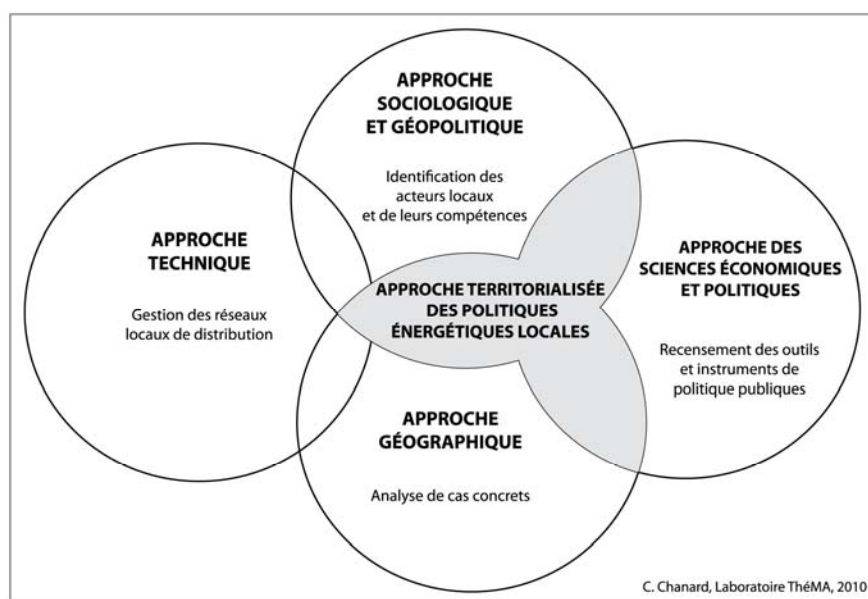 APPROCHE
SOCIOLOGIQUE
ET GÉOPOLITIQUE
Identification des
acteurs locaux
et de leurs compétences
APPROCHE
TECHNIQUE
Gestion des réseaux
locaux de distribution
APPROCHE TERRITORIALISÉE
DES POLITIQUES
ÉNERGÉTIQUES LOCALES
APPROCHE DES
SCIENCES ÉCONOMIQUES
ET POLITIQUES
Recensement des outils
et instruments de
politique publiques
APPROCHE
GÉOGRAPHIQUE
Analyse de cas concrets
C. Chanard, Laboratoire ThéMA, 2010